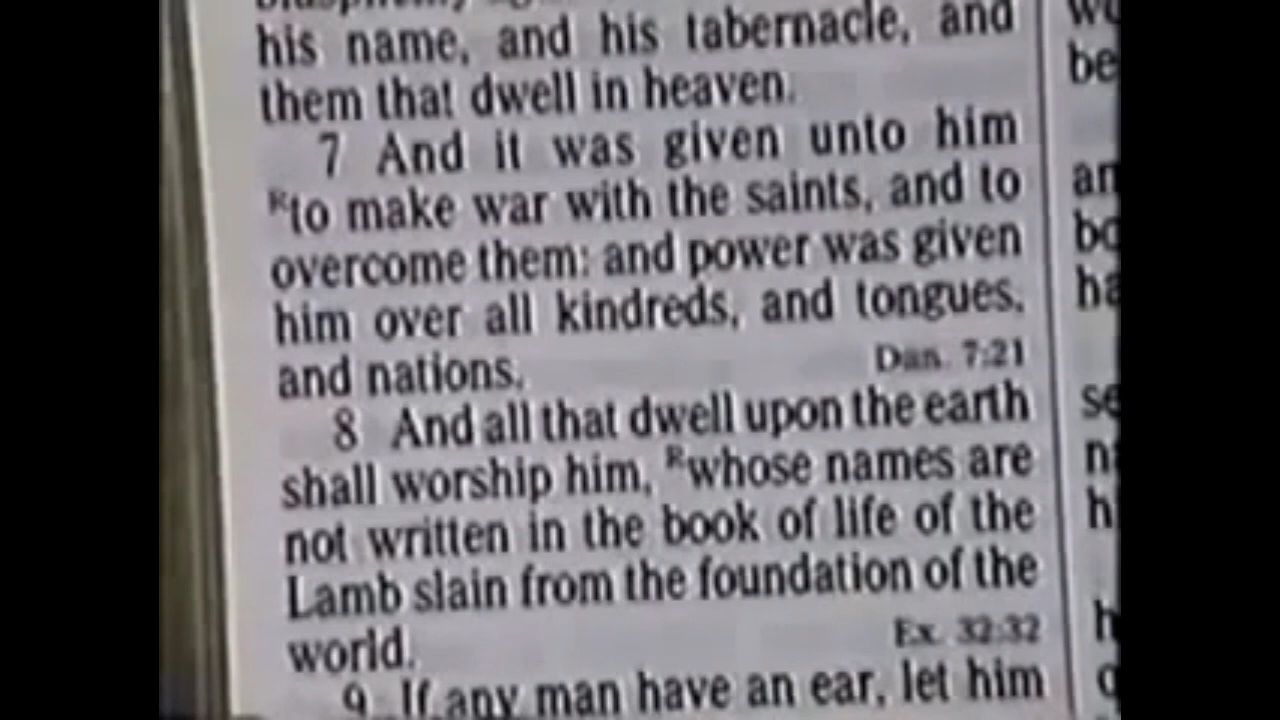 his name, and his tabernacle, and
them that dwell in heaven.
7 And it was given unto him
ᴿto make war with the saints, and to
overcome them: and power was given
him over all kindreds, and tongues,
and nations. Dan. 7:21
8 And all that dwell upon the earth
shall worship him, ᴿwhose names are
not written in the book of life of the
Lamb slain from the foundation of the
world. Ex. 32:32
9 If any man have an ear, let him